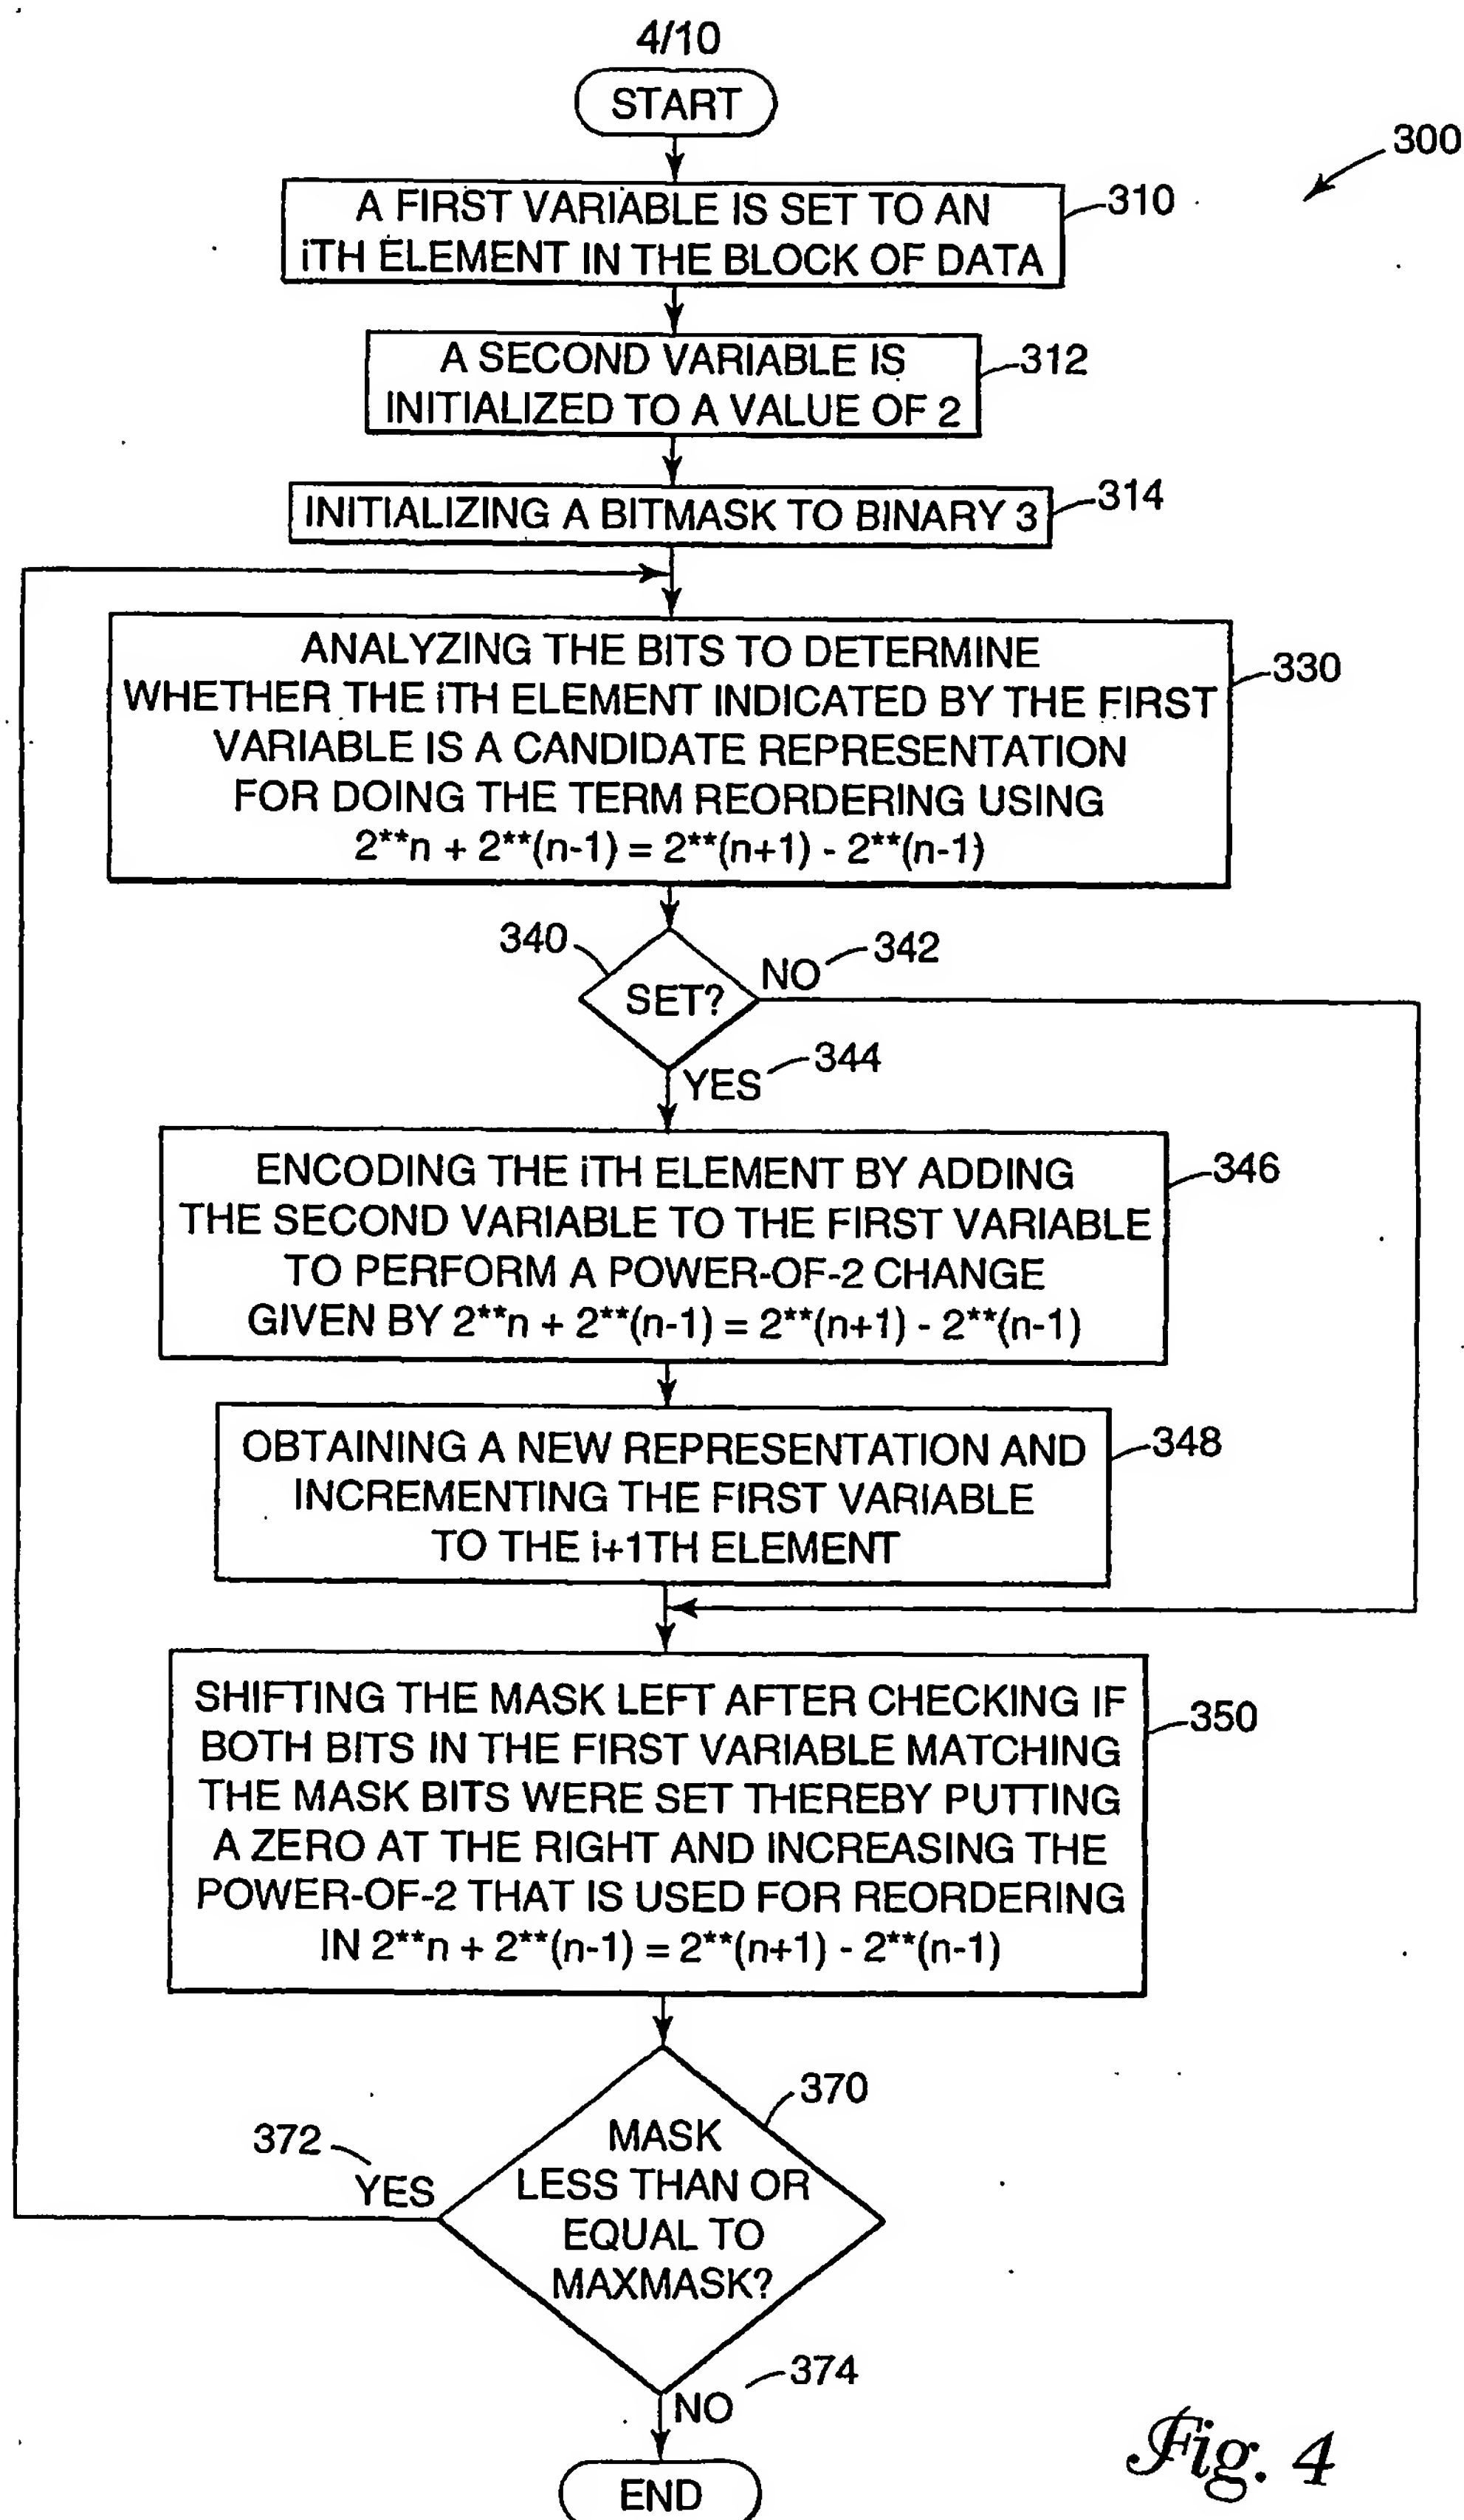 4/10
START
300
A FIRST VARIABLE IS SET TO AN
iTH ELEMENT IN THE BLOCK OF DATA
310
A SECOND VARIABLE IS
INITIALIZED TO A VALUE OF 2
312
INITIALIZING A BITMASK TO BINARY 3
314
ANALYZING THE BITS TO DETERMINE
WHETHER THE iTH ELEMENT INDICATED BY THE FIRST
VARIABLE IS A CANDIDATE REPRESENTATION
FOR DOING THE TERM REORDERING USING
2**n + 2**(n-1) = 2**(n+1) - 2**(n-1)
330
340
SET?
NO
342
YES
344
ENCODING THE iTH ELEMENT BY ADDING
THE SECOND VARIABLE TO THE FIRST VARIABLE
TO PERFORM A POWER-OF-2 CHANGE
GIVEN BY 2**n + 2**(n-1) = 2**(n+1) - 2**(n-1)
346
OBTAINING A NEW REPRESENTATION AND
INCREMENTING THE FIRST VARIABLE
TO THE i+1TH ELEMENT
348
SHIFTING THE MASK LEFT AFTER CHECKING IF
BOTH BITS IN THE FIRST VARIABLE MATCHING
THE MASK BITS WERE SET THEREBY PUTTING
A ZERO AT THE RIGHT AND INCREASING THE
POWER-OF-2 THAT IS USED FOR REORDERING
IN 2**n + 2**(n-1) = 2**(n+1) - 2**(n-1)
350
MASK
LESS THAN OR
EQUAL TO
MAXMASK?
370
372
YES
NO
374
END
Fig. 4